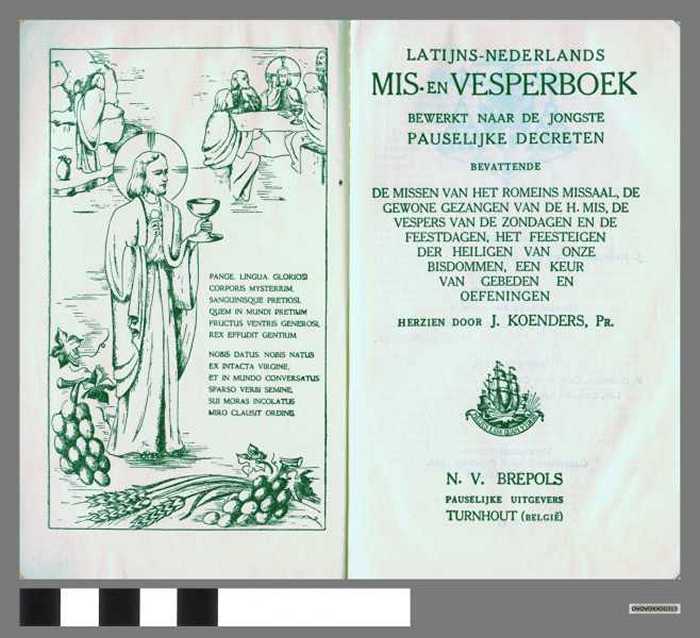 PANGE, LINGUA, GLORIOSI
CORPORIS MYSTERIUM,
SANGUINISQUE PRETIOSI,
QUEM IN MUNDI PRETIUM
FRUCTUS VENTRIS GENEROSI,
REX EFFUDIT GENTIUM.
NOBIS DATUS, NOBIS NATUS
EX INTACTA VIRGINE,
ET IN MUNDO CONVERSATUS
SPARSO VERBI SEMINE,
SUI MORAS INCOLATUS
MIRO CLAUSIT ORDINE.
LATIJNS-NEDERLANDS
MIS- EN VESPERBOEK
BEWERKT NAAR DE JONGSTE
PAUSELIJKE DECRETEN
BEVATTENDE
DE MISSEN VAN HET ROMEINS MISSAAL, DE
GEWONE GEZANGEN VAN DE H. MIS, DE
VESPERS VAN DE ZONDAGEN EN DE
FEESTDAGEN, HET FEESTEIGEN
DER HEILIGEN VAN ONZE
BISDOMMEN, EEN KEUR
VAN GEBEDEN EN
OEFENINGEN
HERZIEN DOOR J. KOENDERS, PR.
N. V. BREPOLS
PAUSELIJKE UITGEVERS
TURNHOUT (BELGIË)